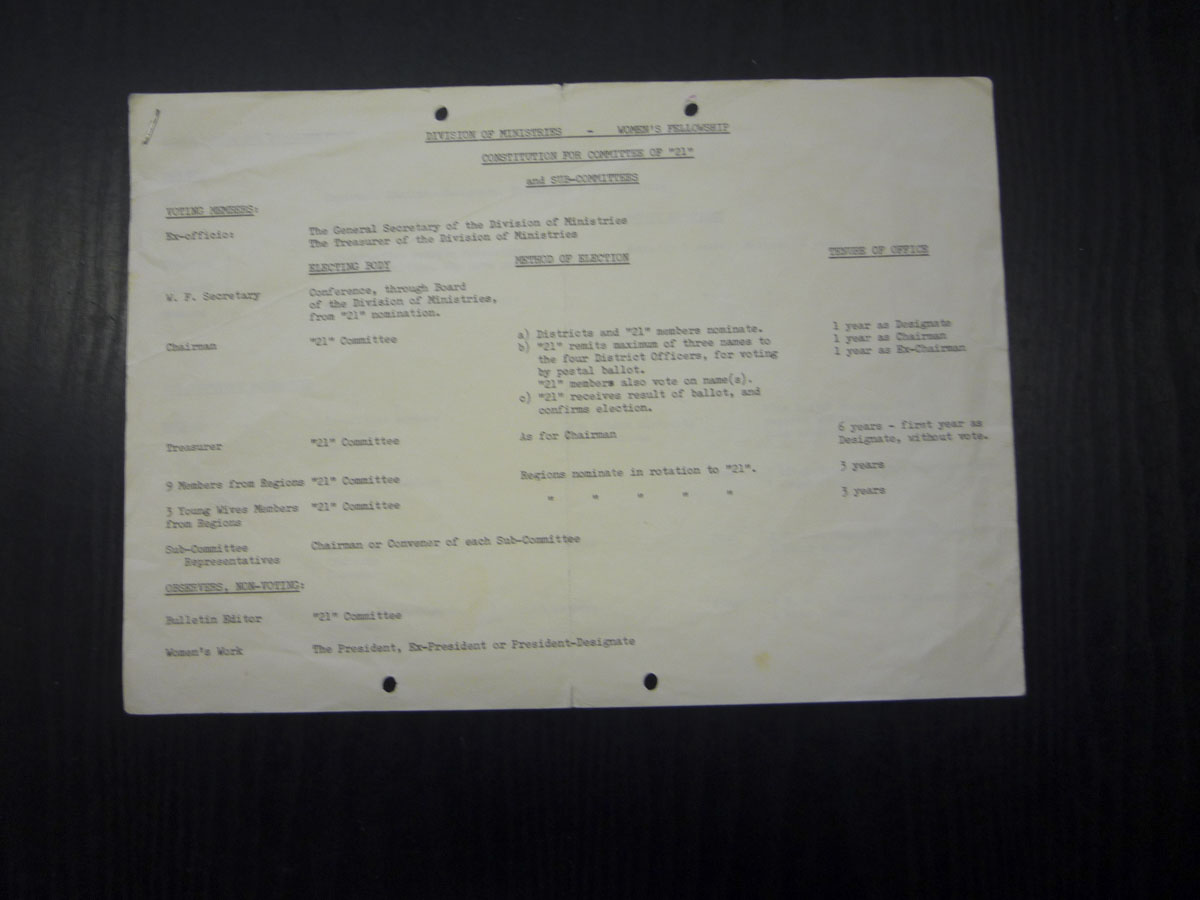 DIVISION OF MINISTRIES - WOMEN'S FELLOWSHIP
CONSTITUTION FOR COMMITTEE OF "21"
and SUB-COMMITTEES
VOTING MEMBERS:
Ex-officio: The General Secretary of the Division of Ministries
The Treasurer of the Division of Ministries
ELECTING BODY METHOD OF ELECTION TENURE OF OFFICE
W. F. Secretary Conference, through Board
of the Division of Ministries,
from "21" nomination.
Chairman "21" Committee a) Districts and "21" members nominate. 1 year as Designate
b) "21" remits maximum of three names to 1 year as Chairman
the four District Officers, for voting 1 year as Ex-Chairman
by postal ballot.
"21" members also vote on name(s).
c) "21" receives result of ballot, and
confirms election.
Treasurer "21" Committee As for Chairman 6 years - first year as
Designate, without vote.
9 Members from Regions "21" Committee Regions nominate in rotation to "21". 3 years
3 Young Wives Members "21" Committee " " " " " 3 years
from Regions
Sub-Committee Chairman or Convener of each Sub-Committee
Representatives
OBSERVERS, NON-VOTING:
Bulletin Editor "21" Committee
Women's Work The President, Ex-President or President-Designate